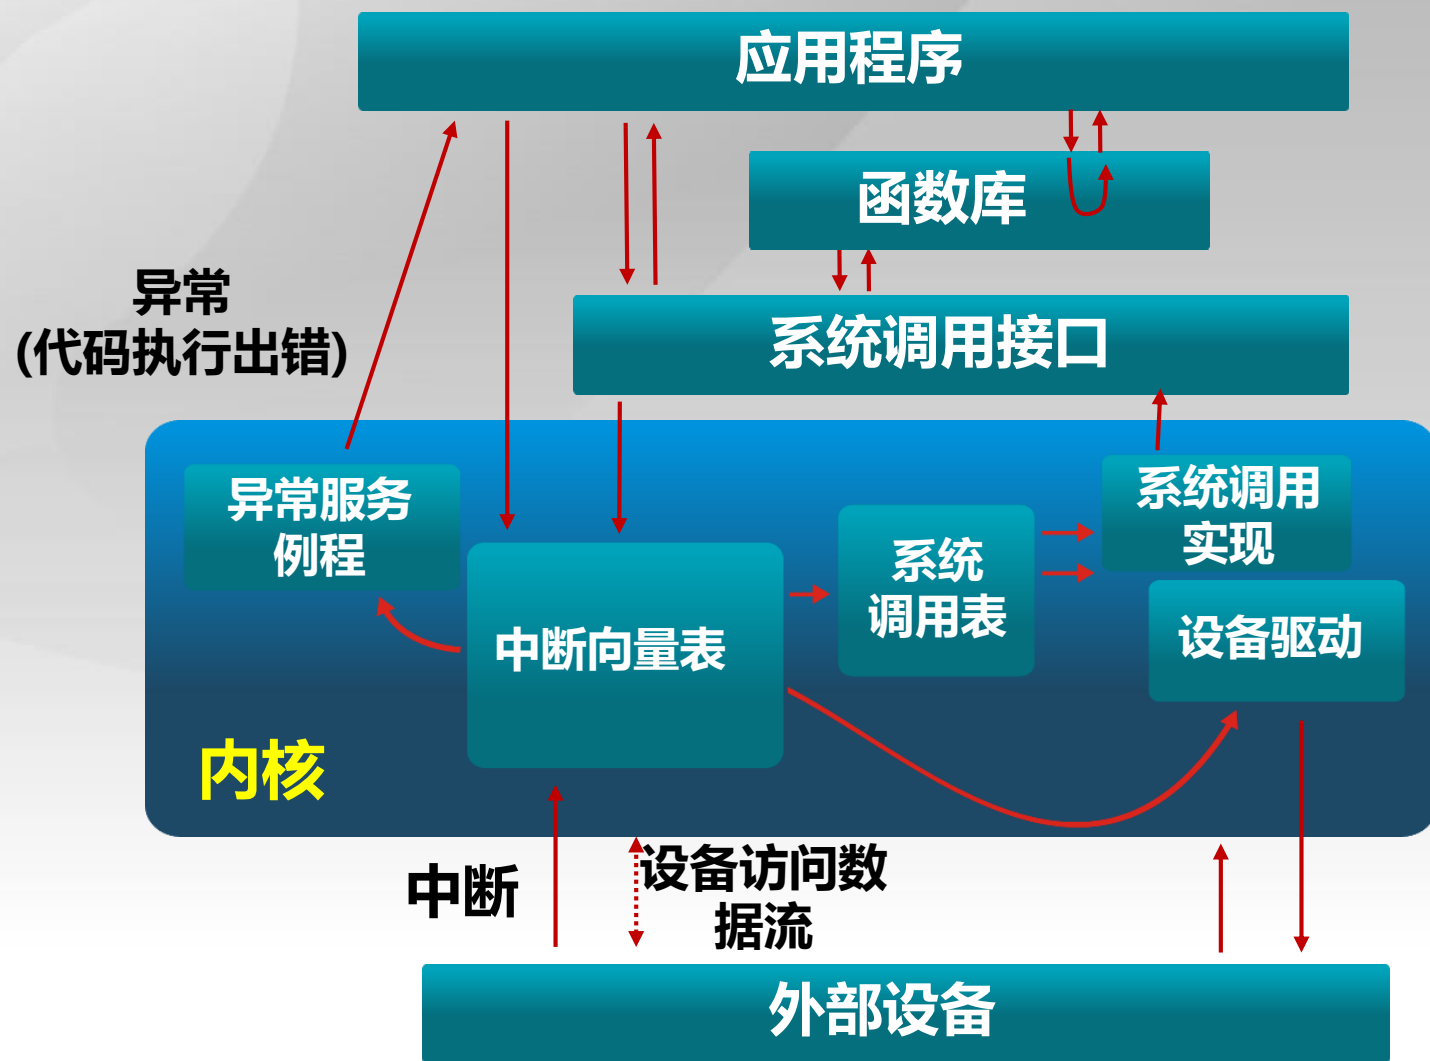 应用程序
函数库
异常
(代码执行出错)
系统调用接口
异常服务
例程
中断向量表
系统
调用表
系统调用
实现
设备驱动
内核
中断
设备访问数
据流
外部设备